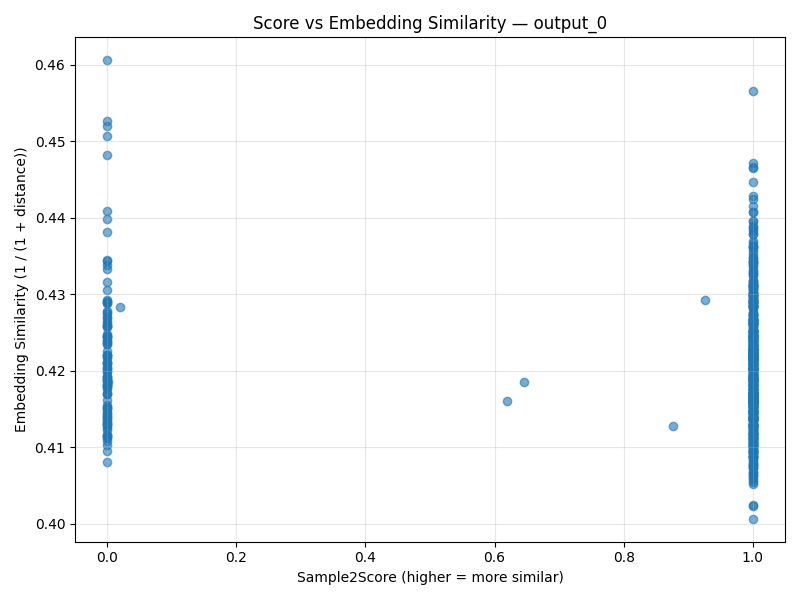 Score vs Embedding Similarity — output_0
Embedding Similarity (1 / (1 + distance))
0.46
0.45
0.44
0.43
0.42
0.41
0.40
0.0 0.2 0.4 0.6 0.8 1.0
Sample2Score (higher = more similar)